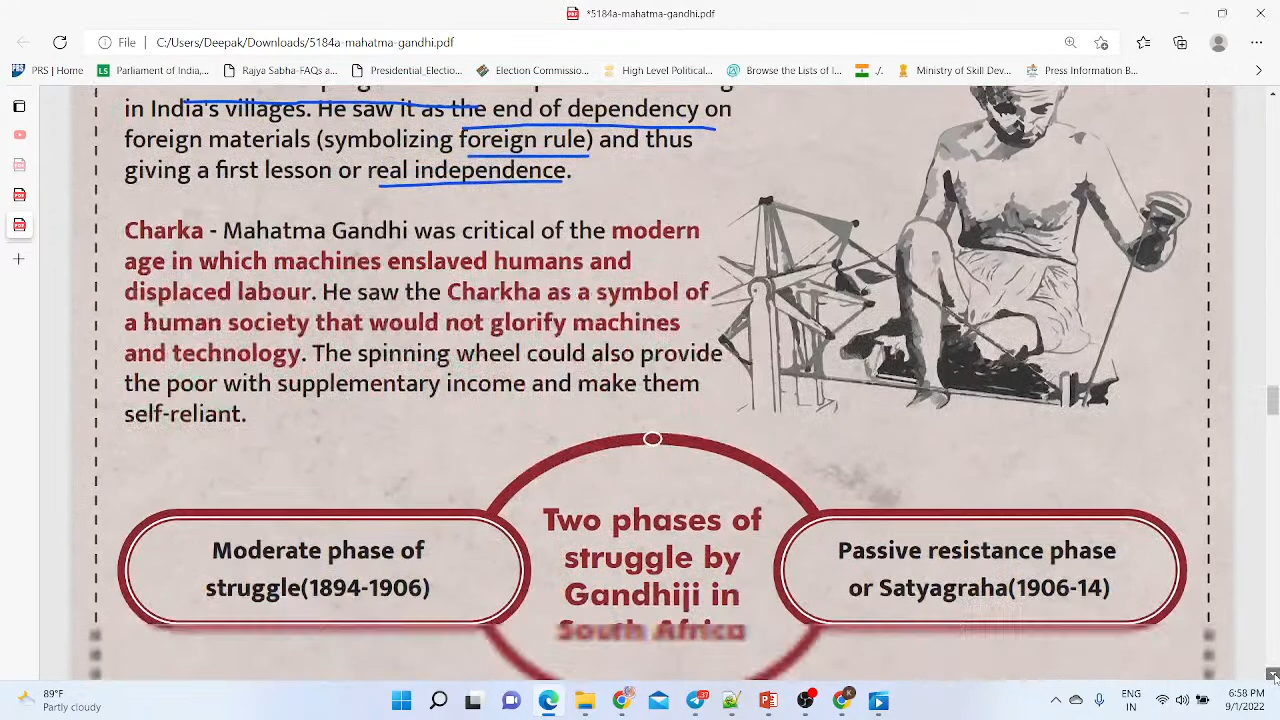 *5184a-mahatma-gandhi.pdf
File C:/Users/Deepak/Downloads/5184a-mahatma-gandhi.pdf
PRS | Home Parliament of India,... Rajya Sabha-FAQs... Presidential_Electio... Election Commissio... High Level Political... Browse the Lists of I... ./. Ministry of Skill Dev... Press Information B...
in India's villages. He saw it as the end of dependency on
foreign materials (symbolizing foreign rule) and thus
giving a first lesson or real independence.
Charka - Mahatma Gandhi was critical of the modern
age in which machines enslaved humans and
displaced labour. He saw the Charkha as a symbol of
a human society that would not glorify machines
and technology. The spinning wheel could also provide
the poor with supplementary income and make them
self-reliant.
Moderate phase of
struggle(1894-1906)
Two phases of
struggle by
Gandhiji in
South Africa
Passive resistance phase
or Satyagraha(1906-14)
89°F
Partly cloudy
37
K
ENG
IN
6:38 PM
9/1/2022